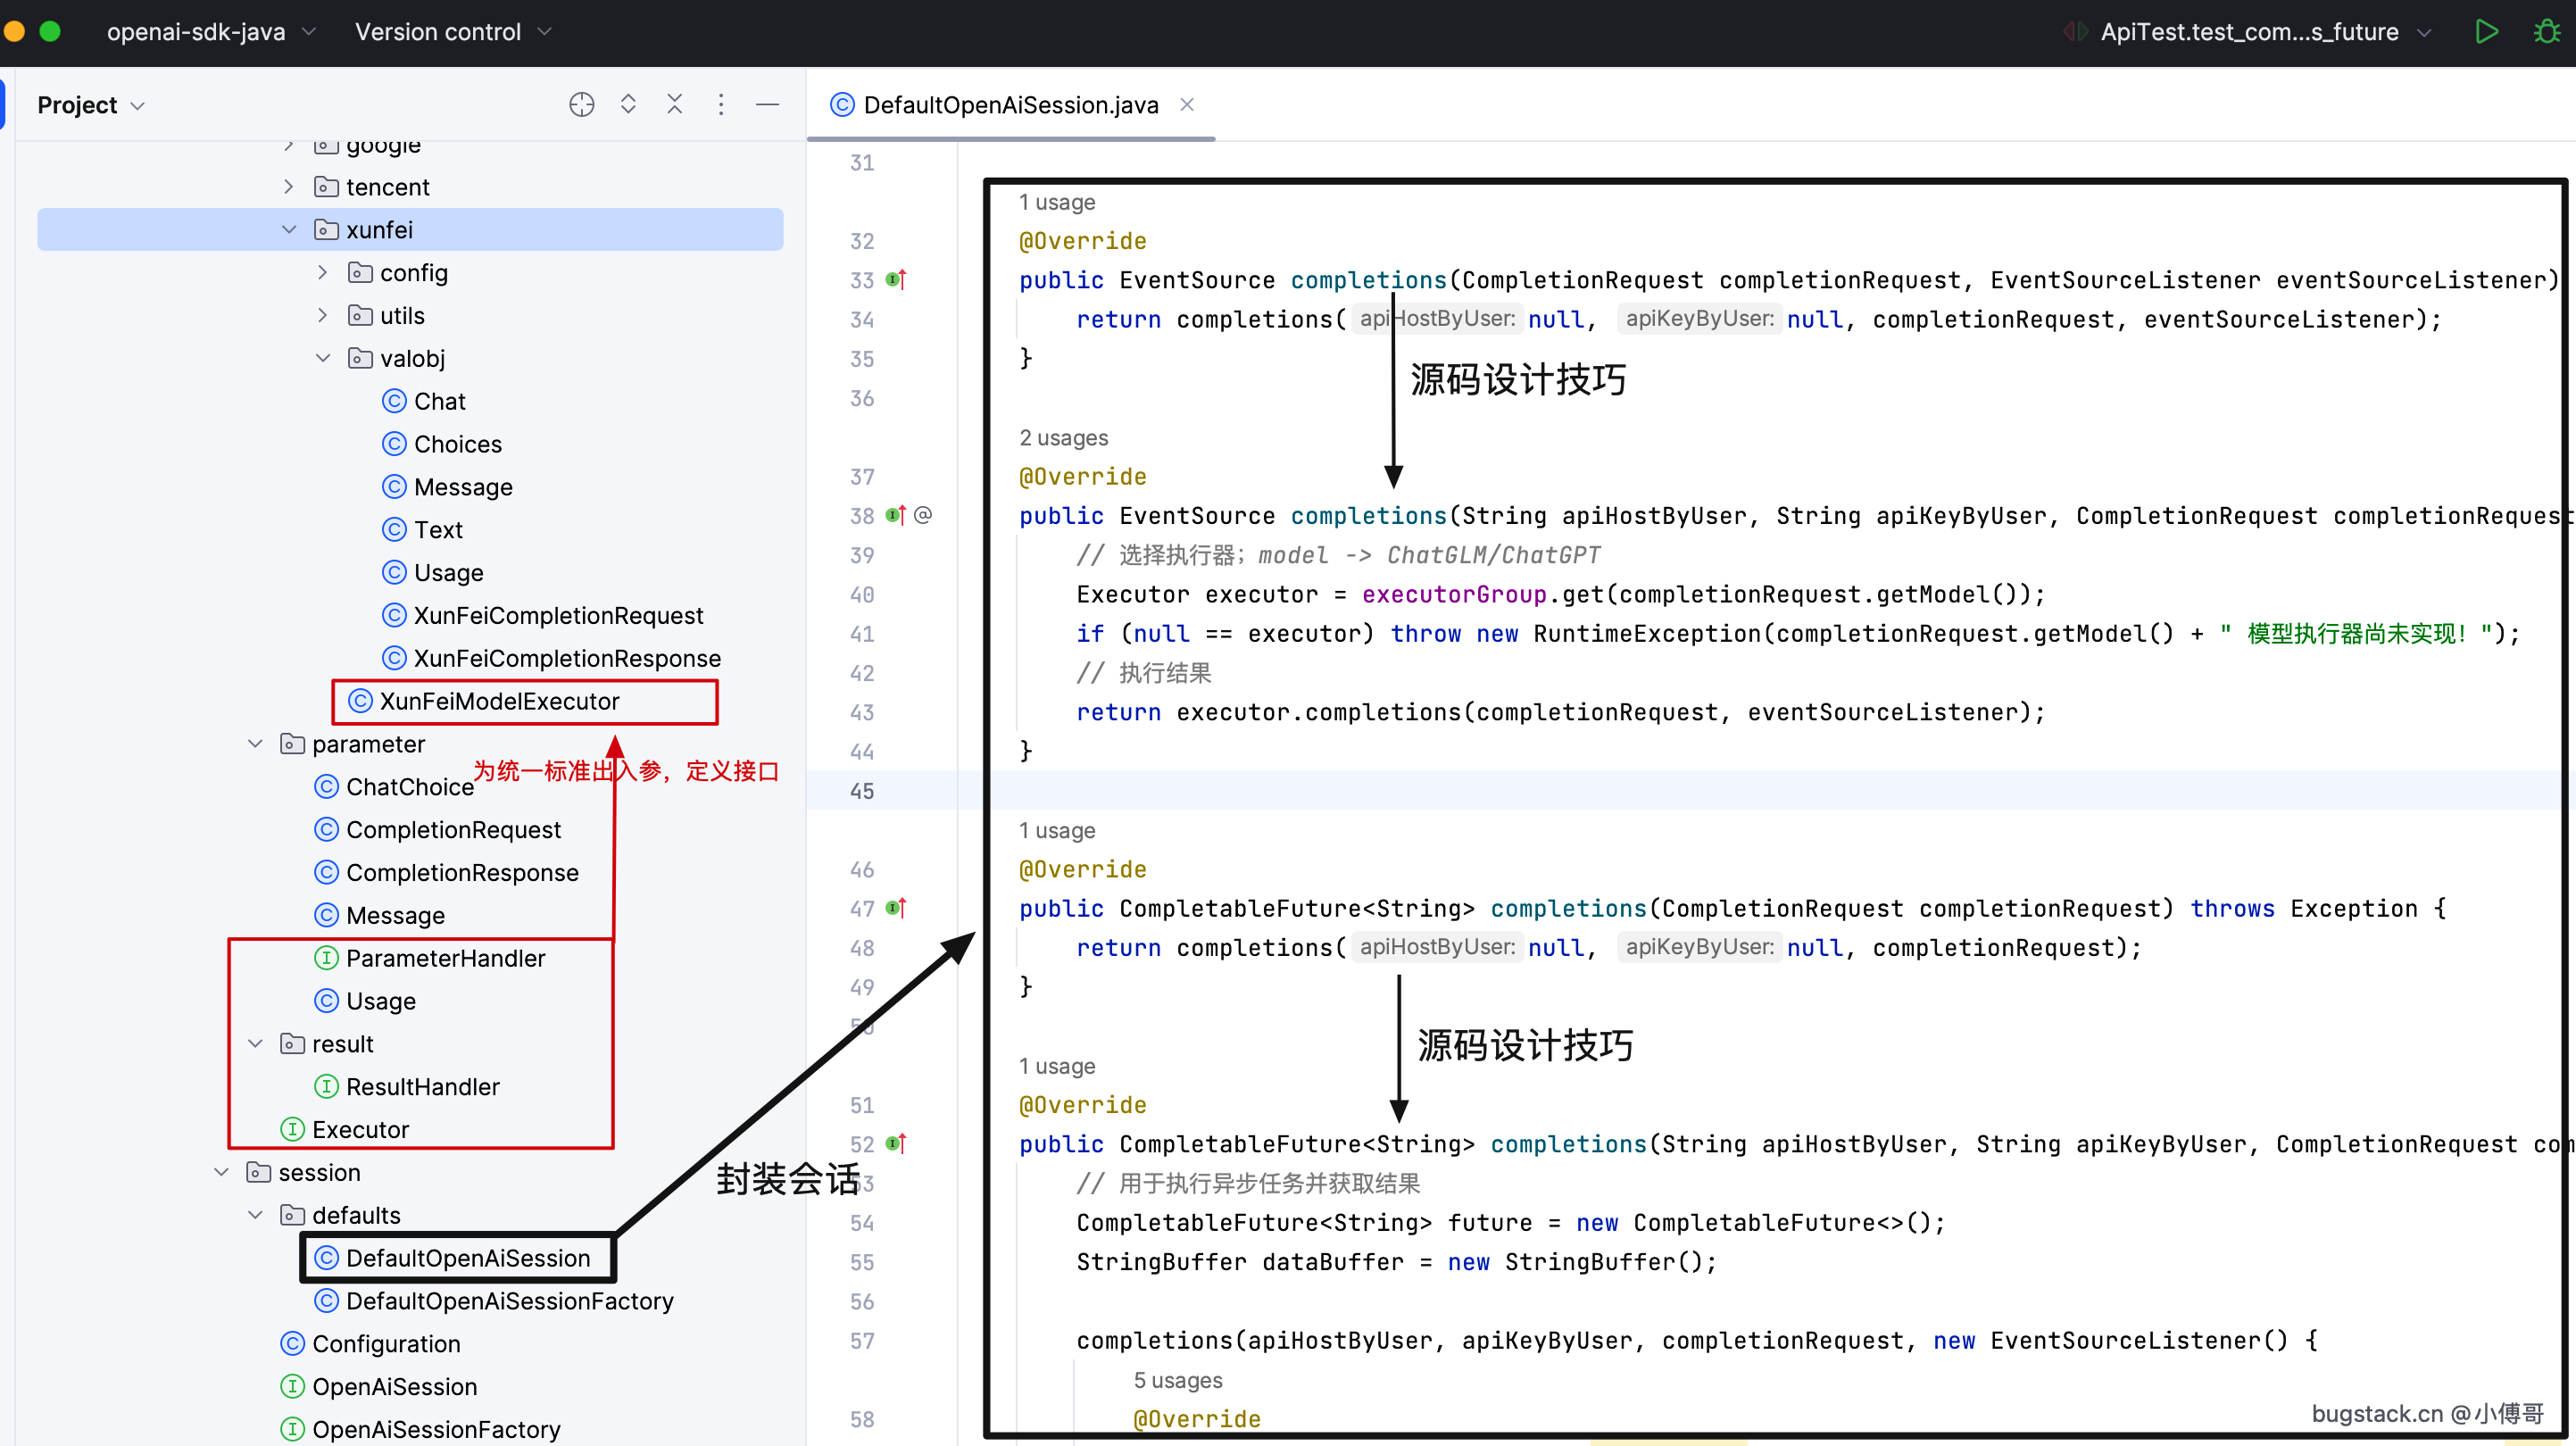 openai-sdk-java
Version control
ApiTest.test_com...s_future
Project
google
tencent
xunfei
config
utils
valobj
Chat
Choices
Message
Text
Usage
XunFeiCompletionRequest
XunFeiCompletionResponse
XunFeiModelExecutor
parameter
为统一标准出入参，定义接口
ChatChoice
CompletionRequest
CompletionResponse
Message
ParameterHandler
Usage
result
ResultHandler
Executor
session
defaults
DefaultOpenAiSession
DefaultOpenAiSessionFactory
Configuration
OpenAiSession
OpenAiSessionFactory
封装会话
DefaultOpenAiSession.java
31
1 usage
32 @Override
33 public EventSource completions(CompletionRequest completionRequest, EventSourceListener eventSourceListener)
34 return completions( apiHostByUser: null, apiKeyByUser: null, completionRequest, eventSourceListener);
35 }
源码设计技巧
36
2 usages
37 @Override
38 @ public EventSource completions(String apiHostByUser, String apiKeyByUser, CompletionRequest completionRequest
39 // 选择执行器；model -> ChatGLM/ChatGPT
40 Executor executor = executorGroup.get(completionRequest.getModel());
41 if (null == executor) throw new RuntimeException(completionRequest.getModel() + " 模型执行器尚未实现！");
42 // 执行结果
43 return executor.completions(completionRequest, eventSourceListener);
44 }
45
1 usage
46 @Override
47 public CompletableFuture<String> completions(CompletionRequest completionRequest) throws Exception {
48 return completions( apiHostByUser: null, apiKeyByUser: null, completionRequest);
49 }
50
源码设计技巧
1 usage
51 @Override
52 public CompletableFuture<String> completions(String apiHostByUser, String apiKeyByUser, CompletionRequest com
53 // 用于执行异步任务并获取结果
54 CompletableFuture<String> future = new CompletableFuture<>();
55 StringBuffer dataBuffer = new StringBuffer();
56
57 completions(apiHostByUser, apiKeyByUser, completionRequest, new EventSourceListener() {
5 usages
58 @Override
bugstack.cn @小傅哥